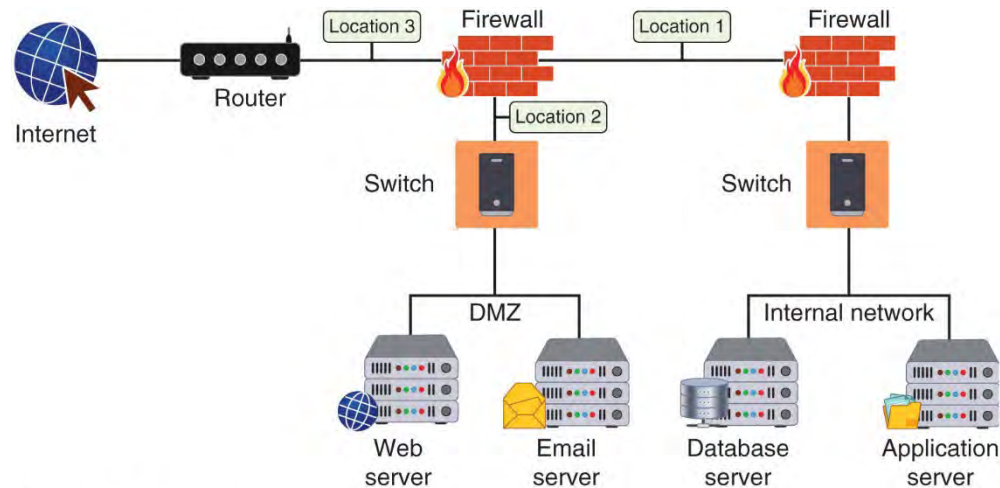 Location 3
Firewall
Location 1
Firewall
Router
Internet
Location 2
Switch
Switch
DMZ
Internal network
Web
server
Email
server
Database
server
Application
server